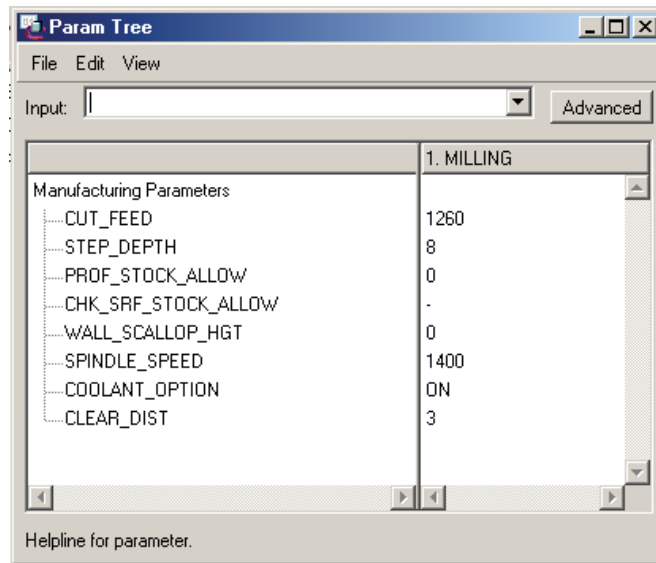 Param Tree
File Edit View
Input: Advanced
1. MILLING
Manufacturing Parameters
CUT_FEED 1260
STEP_DEPTH 8
PROF_STOCK_ALLOW 0
CHK_SRF_STOCK_ALLOW -
WALL_SCALLOP_HGT 0
SPINDLE_SPEED 1400
COOLANT_OPTION ON
CLEAR_DIST 3
Helpline for parameter.